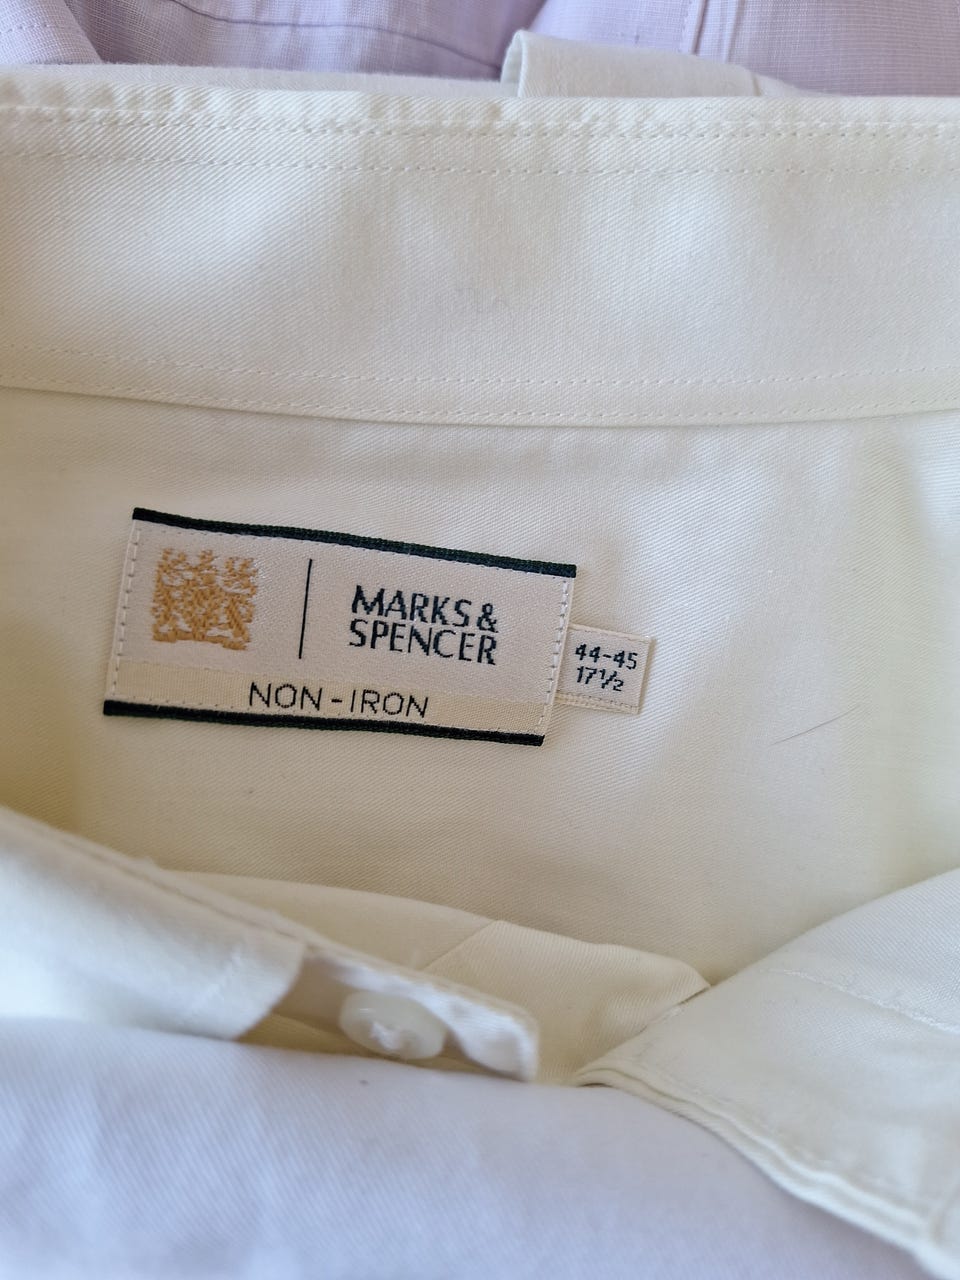 MARKS &
SPENCER
NON-IRON
44-45
17½